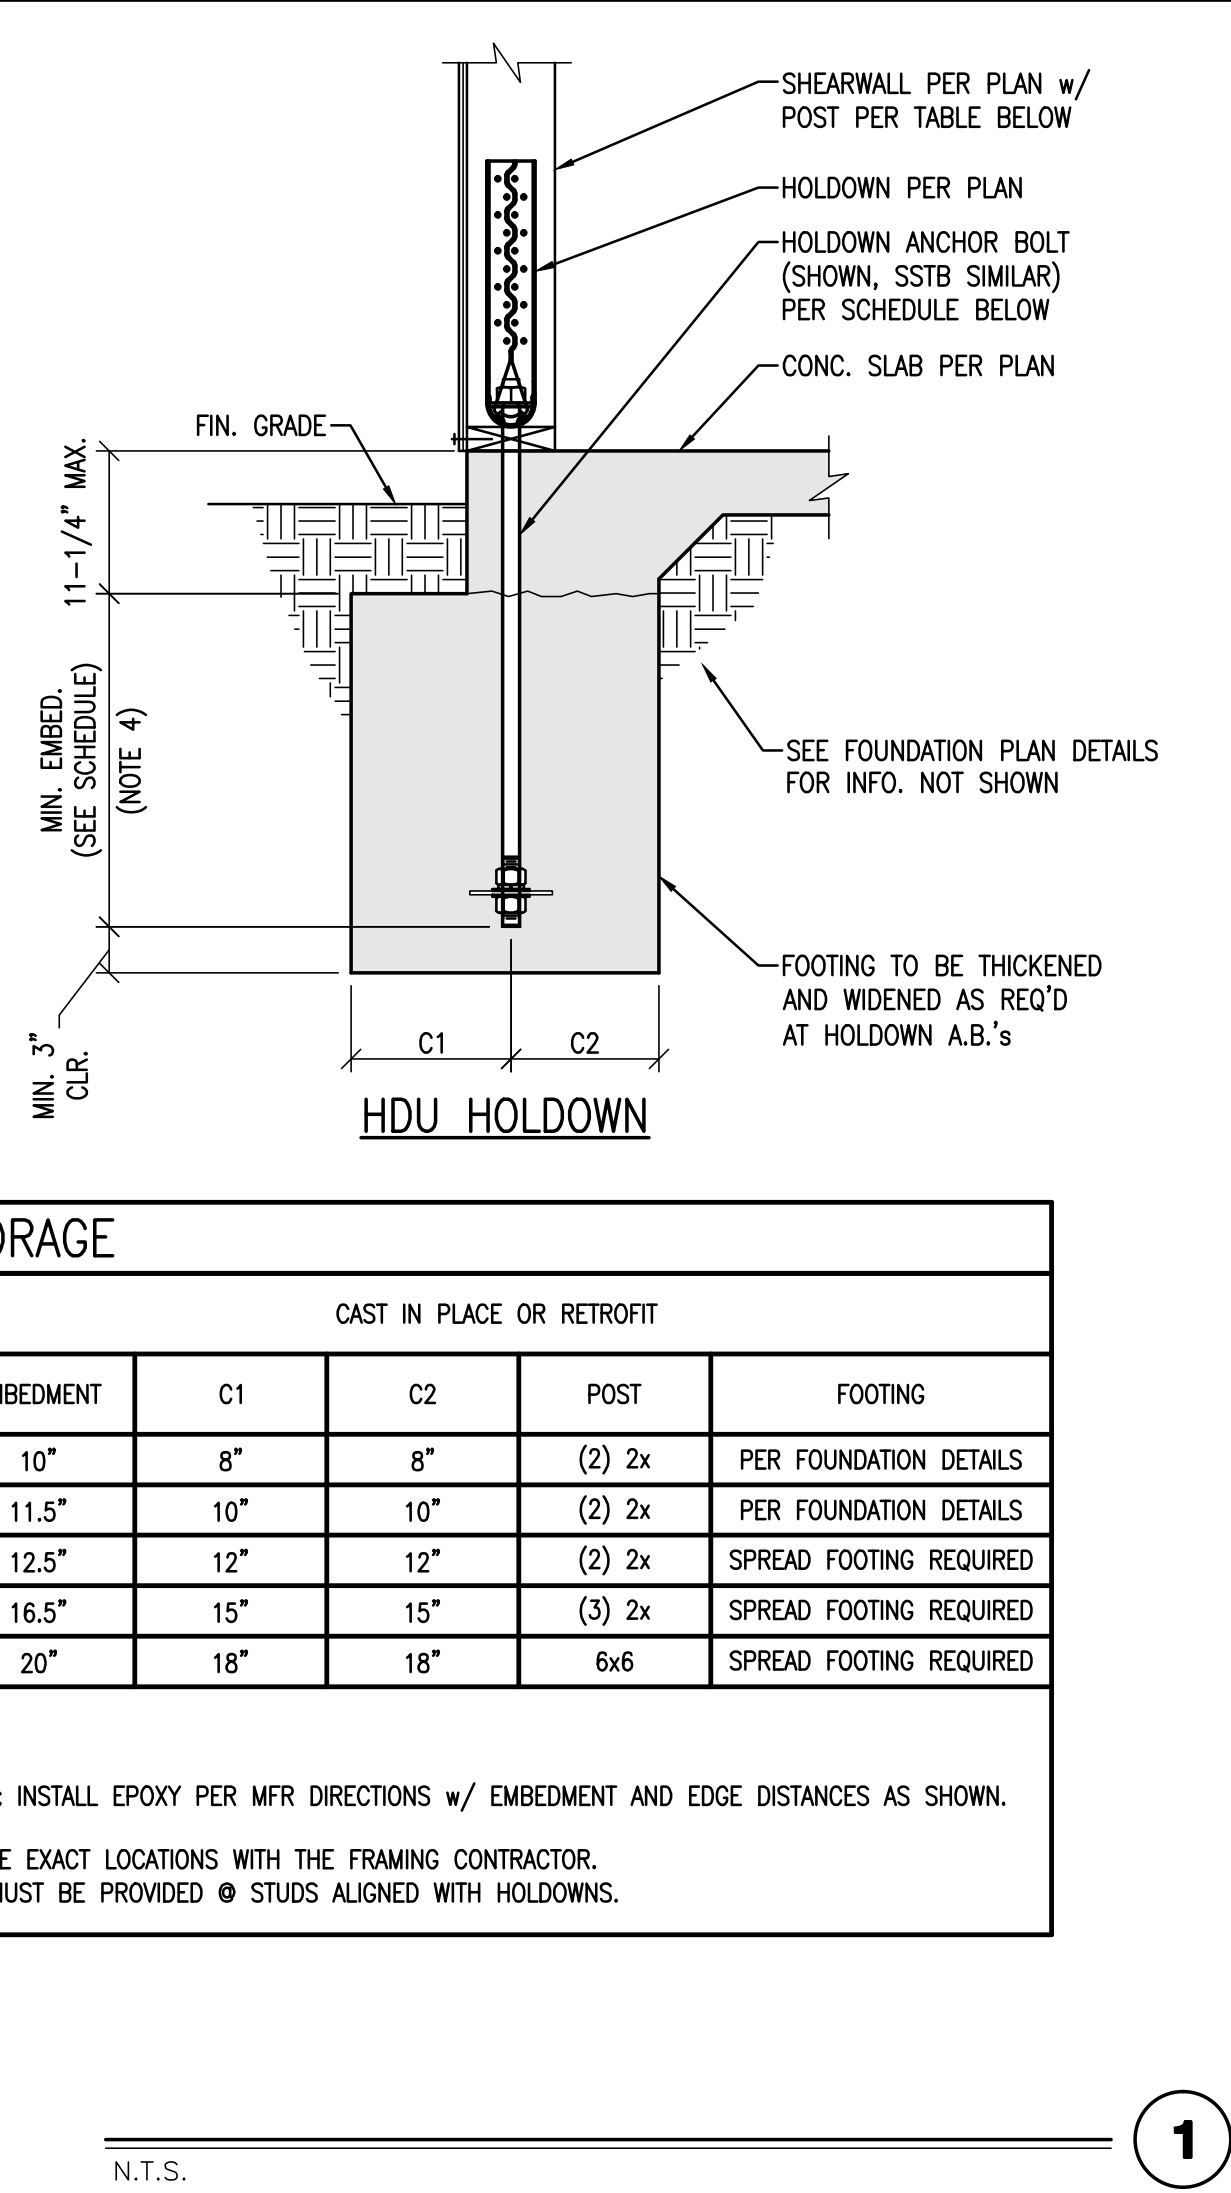 SHEARWALL PER PLAN w/
POST PER TABLE BELOW
HOLDOWN PER PLAN
HOLDOWN ANCHOR BOLT
(SHOWN, SSTB SIMILAR)
PER SCHEDULE BELOW
CONC. SLAB PER PLAN
FIN. GRADE
11-1/4" MAX.
MIN. EMBED.
(SEE SCHEDULE)
(NOTE 4)
SEE FOUNDATION PLAN DETAILS
FOR INFO. NOT SHOWN
FOOTING TO BE THICKENED
AND WIDENED AS REQ'D
AT HOLDOWN A.B.'s
MIN. 3"
CLR.
C1 C2
HDU HOLDOWN
ORAGE
CAST IN PLACE OR RETROFIT
BEDMENT C1 C2 POST FOOTING
10" 8" 8" (2) 2x PER FOUNDATION DETAILS
11.5" 10" 10" (2) 2x PER FOUNDATION DETAILS
12.5" 12" 12" (2) 2x SPREAD FOOTING REQUIRED
16.5" 15" 15" (3) 2x SPREAD FOOTING REQUIRED
20" 18" 18" 6x6 SPREAD FOOTING REQUIRED
: INSTALL EPOXY PER MFR DIRECTIONS w/ EMBEDMENT AND EDGE DISTANCES AS SHOWN.
E EXACT LOCATIONS WITH THE FRAMING CONTRACTOR.
MUST BE PROVIDED @ STUDS ALIGNED WITH HOLDOWNS.
1
N.T.S.